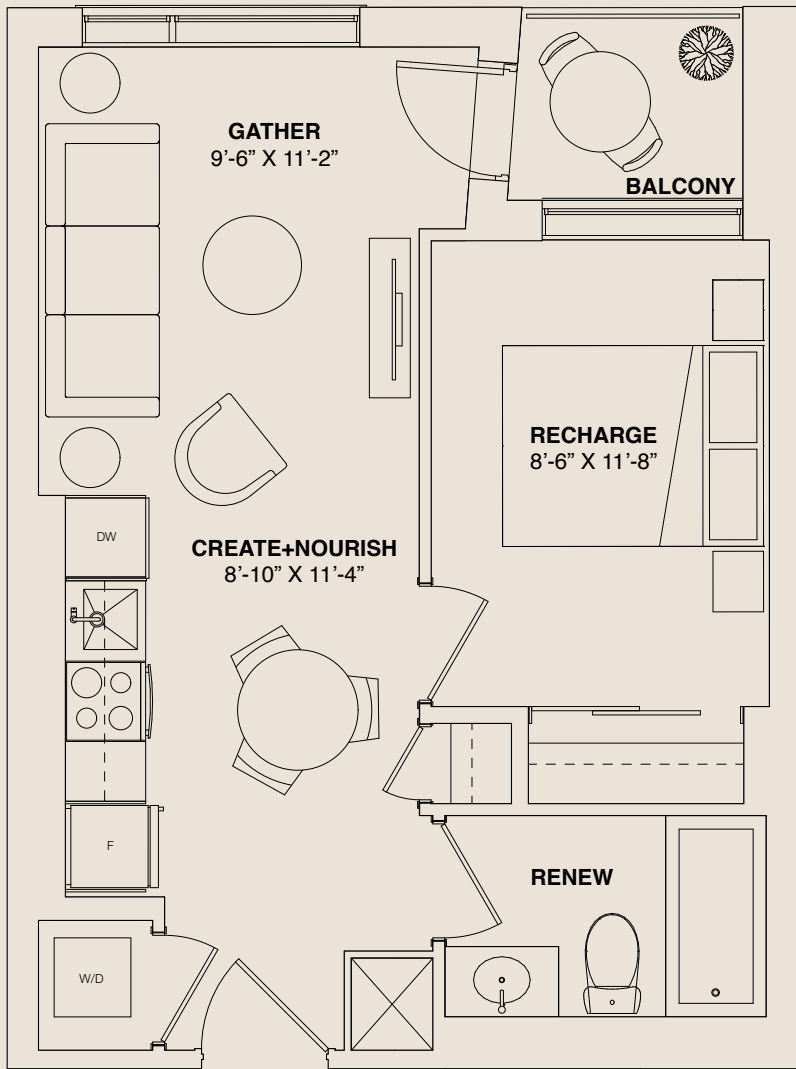 GATHER
9’-6” X 11’-2”
BALCONY
RECHARGE
8’-6” X 11’-8”
DW
CREATE+NOURISH
8’-10” X 11’-4”
F
RENEW
W/D